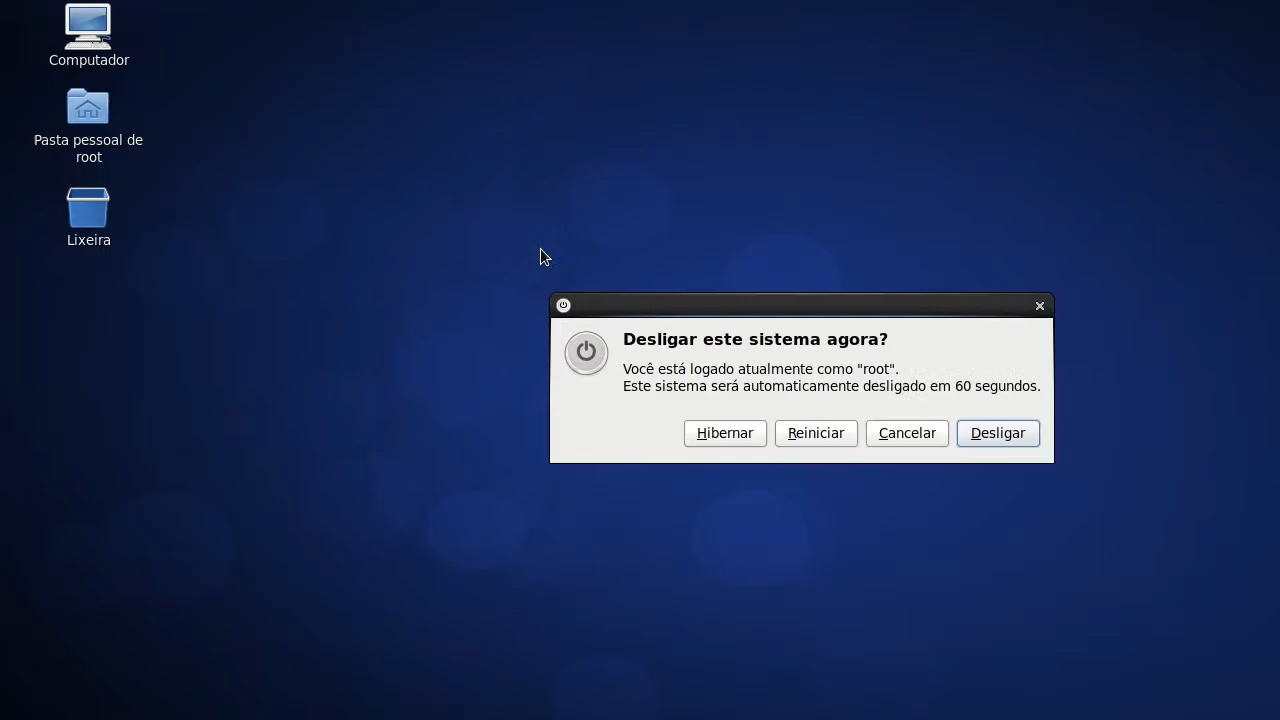 Computador
Pasta pessoal de
root
Lixeira
Desligar este sistema agora?
Você está logado atualmente como "root".
Este sistema será automaticamente desligado em 60 segundos.
Hibernar Reiniciar Cancelar Desligar